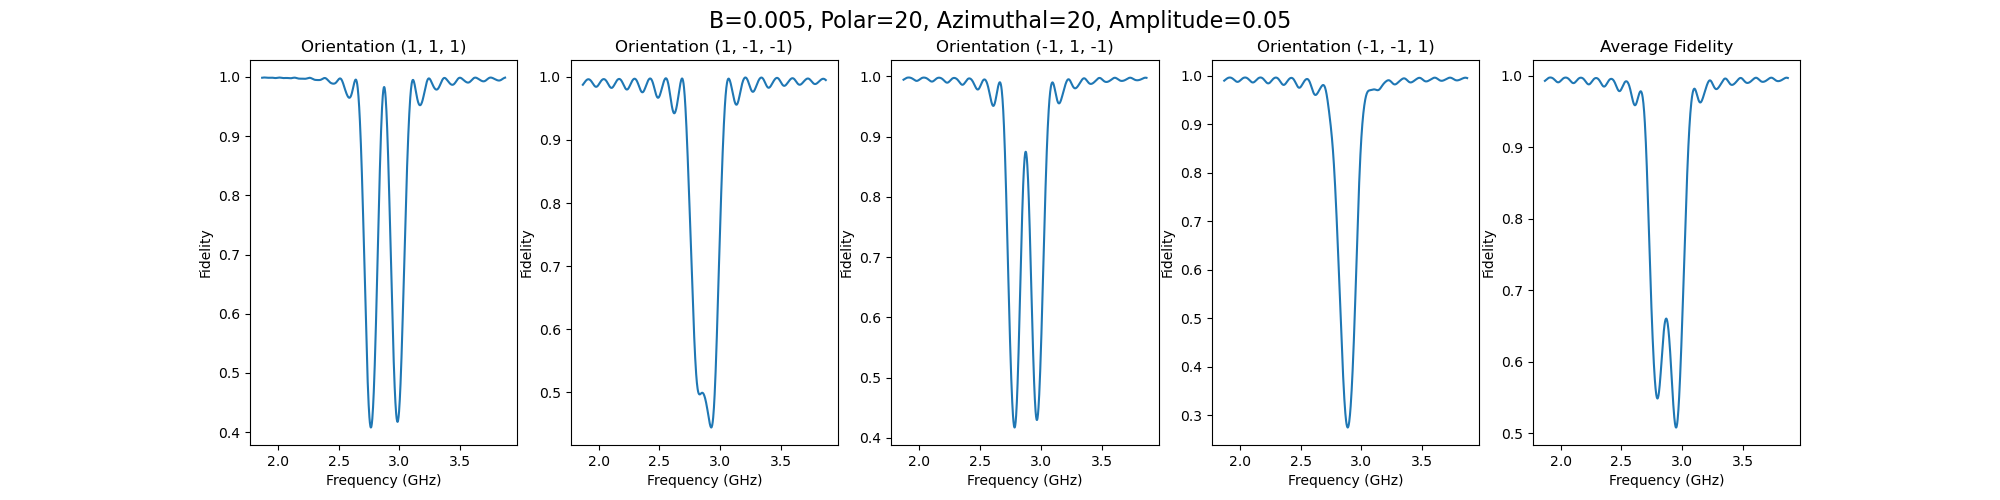 B=0.005, Polar=20, Azimuthal=20, Amplitude=0.05
Orientation (1, 1, 1)
1.0
0.9
0.8
0.7
0.6
0.5
0.4
Fidelity
2.0 2.5 3.0 3.5
Frequency (GHz)
Orientation (1, -1, -1)
1.0
0.9
0.8
0.7
0.6
0.5
Fidelity
2.0 2.5 3.0 3.5
Frequency (GHz)
Orientation (-1, 1, -1)
1.0
0.9
0.8
0.7
0.6
0.5
0.4
Fidelity
2.0 2.5 3.0 3.5
Frequency (GHz)
Orientation (-1, -1, 1)
1.0
0.9
0.8
0.7
0.6
0.5
0.4
0.3
Fidelity
2.0 2.5 3.0 3.5
Frequency (GHz)
Average Fidelity
1.0
0.9
0.8
0.7
0.6
0.5
Fidelity
2.0 2.5 3.0 3.5
Frequency (GHz)